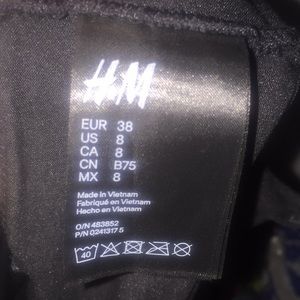 H&M
EUR 38
US 8
CA 8
CN B75
MX 8
Made in Vietnam
Fabriqué en Vietnam
Hecho en Vietnam
O/N 483852
P/N 0241317 5
40